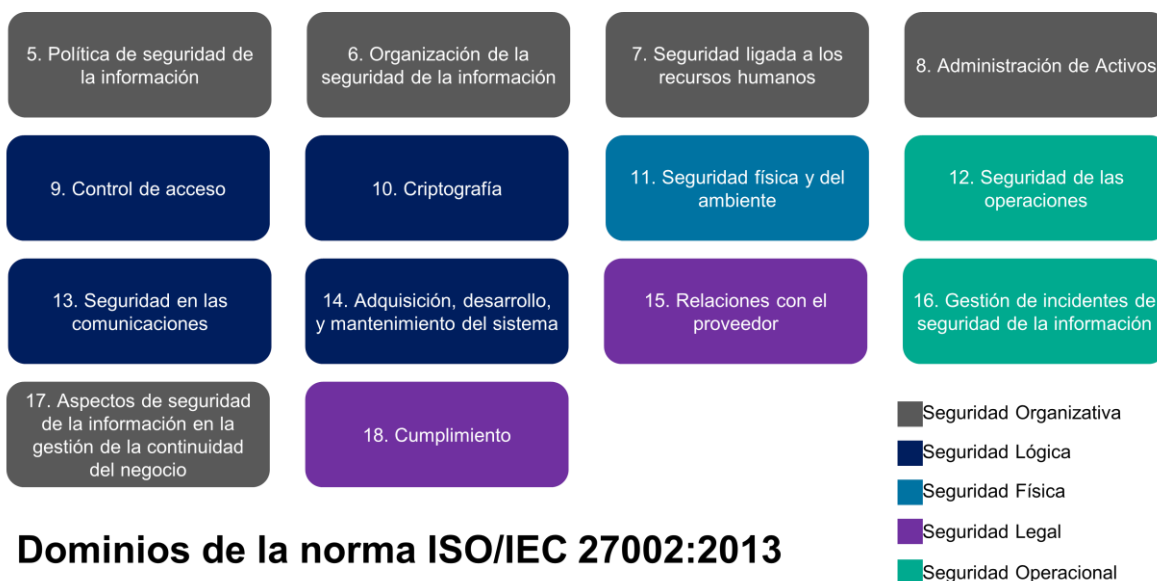 5. Política de seguridad de
la información
6. Organización de la
seguridad de la información
7. Seguridad ligada a los
recursos humanos
8. Administración de Activos
9. Control de acceso
10. Criptografía
11. Seguridad física y del
ambiente
12. Seguridad de las
operaciones
13. Seguridad en las
comunicaciones
14. Adquisición, desarrollo,
y mantenimiento del sistema
15. Relaciones con el
proveedor
16. Gestión de incidentes de
seguridad de la información
17. Aspectos de seguridad
de la información en la
gestión de la continuidad
del negocio
18. Cumplimiento
Seguridad Organizativa
Seguridad Lógica
Seguridad Física
Seguridad Legal
Seguridad Operacional
Dominios de la norma ISO/IEC 27002:2013